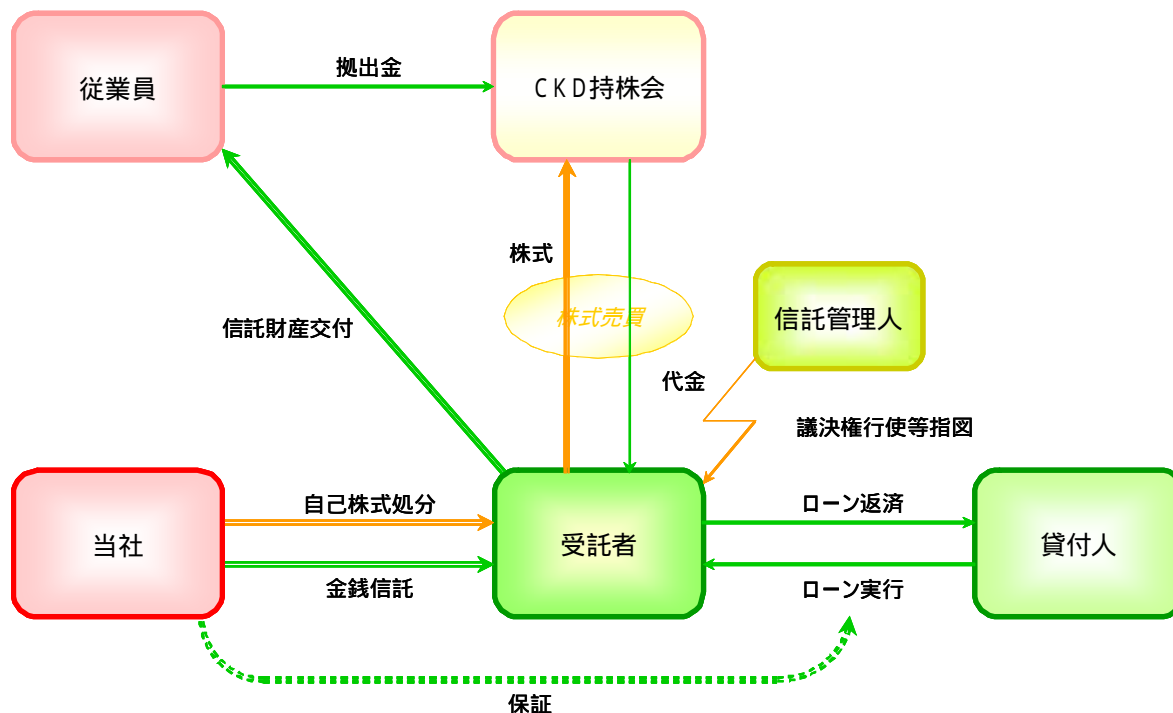 従業員
拠出金
CKD持株会
株式
株式売買
信託管理人
信託財産交付
代金
議決権行使等指図
当社
自己株式処分
金銭信託
受託者
ローン返済
ローン実行
貸付人
保証